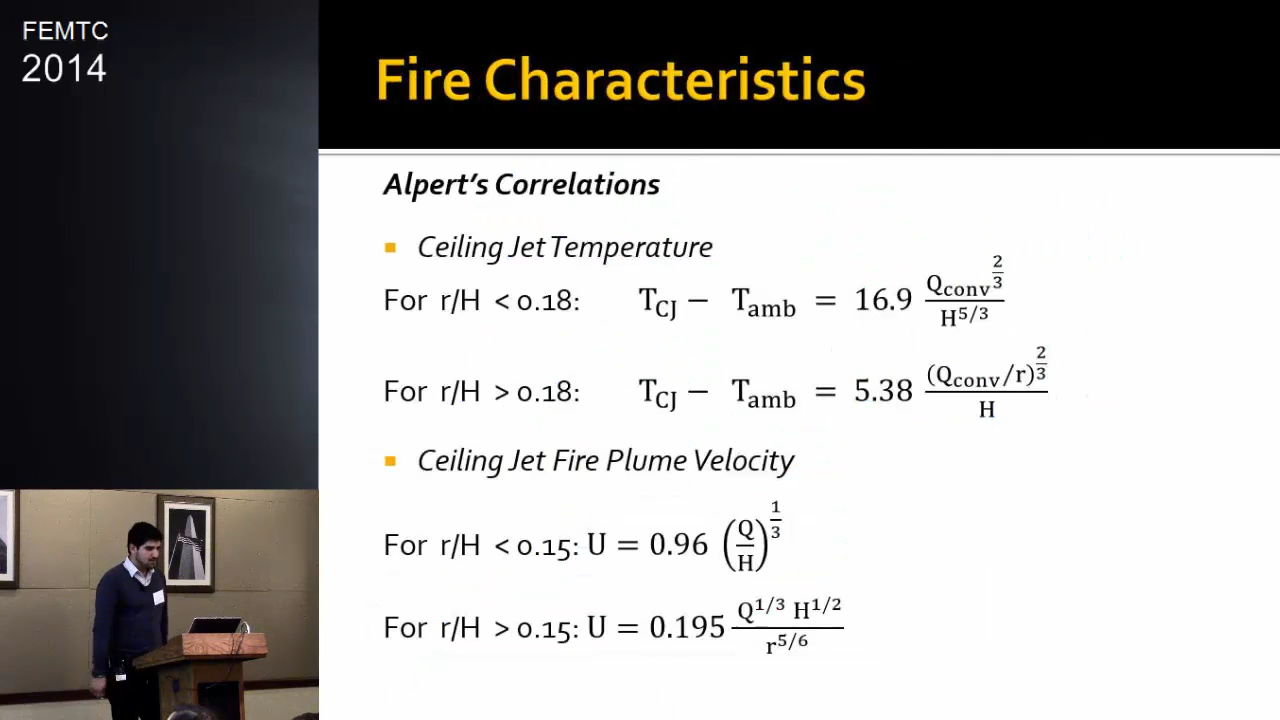 FEMTC
2014
Fire Characteristics
Alpert's Correlations
▪ Ceiling Jet Temperature
For r/H < 0.18: T_CJ − T_amb = 16.9 Q_conv^(2/3) / H^(5/3)
For r/H > 0.18: T_CJ − T_amb = 5.38 (Q_conv/r)^(2/3) / H
▪ Ceiling Jet Fire Plume Velocity
For r/H < 0.15: U = 0.96 (Q/H)^(1/3)
For r/H > 0.15: U = 0.195 Q^(1/3) H^(1/2) / r^(5/6)